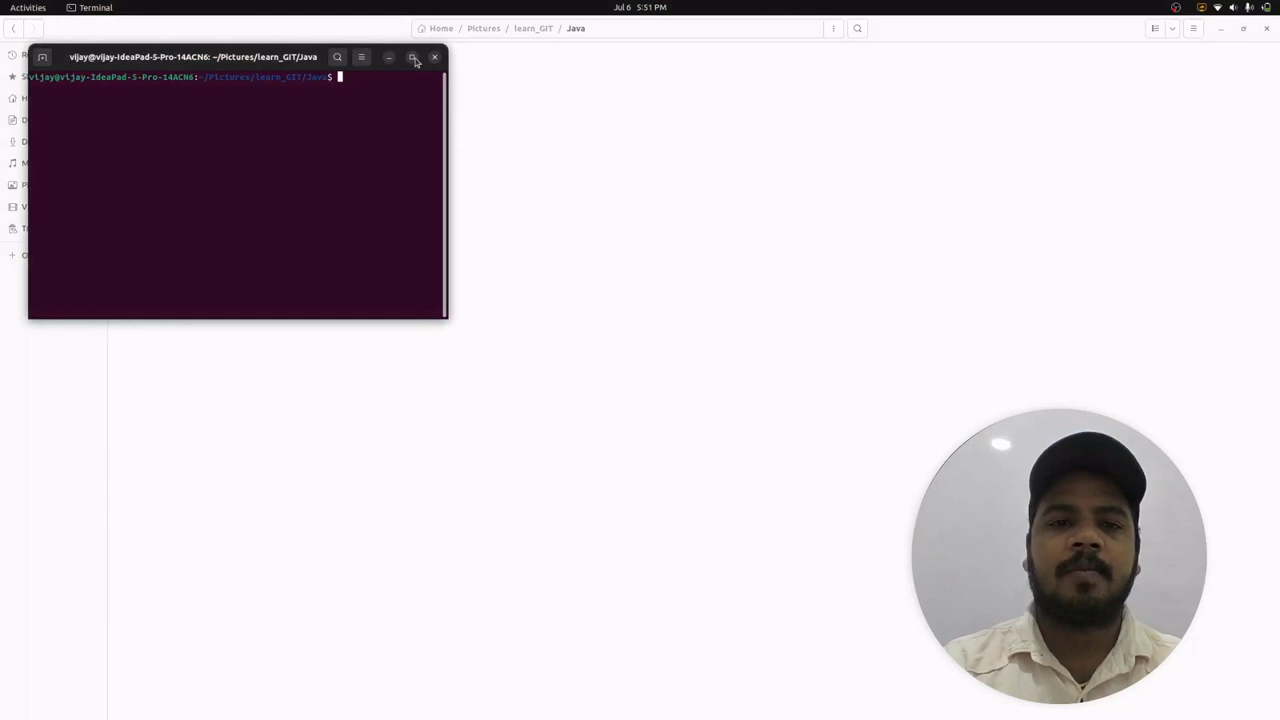 Activities Terminal Jul 6 5:51 PM
Home / Pictures / learn_GIT / Java
vijay@vijay-IdeaPad-5-Pro-14ACN6: ~/Pictures/learn_GIT/Java
vijay@vijay-IdeaPad-5-Pro-14ACN6:~/Pictures/learn_GIT/Java$